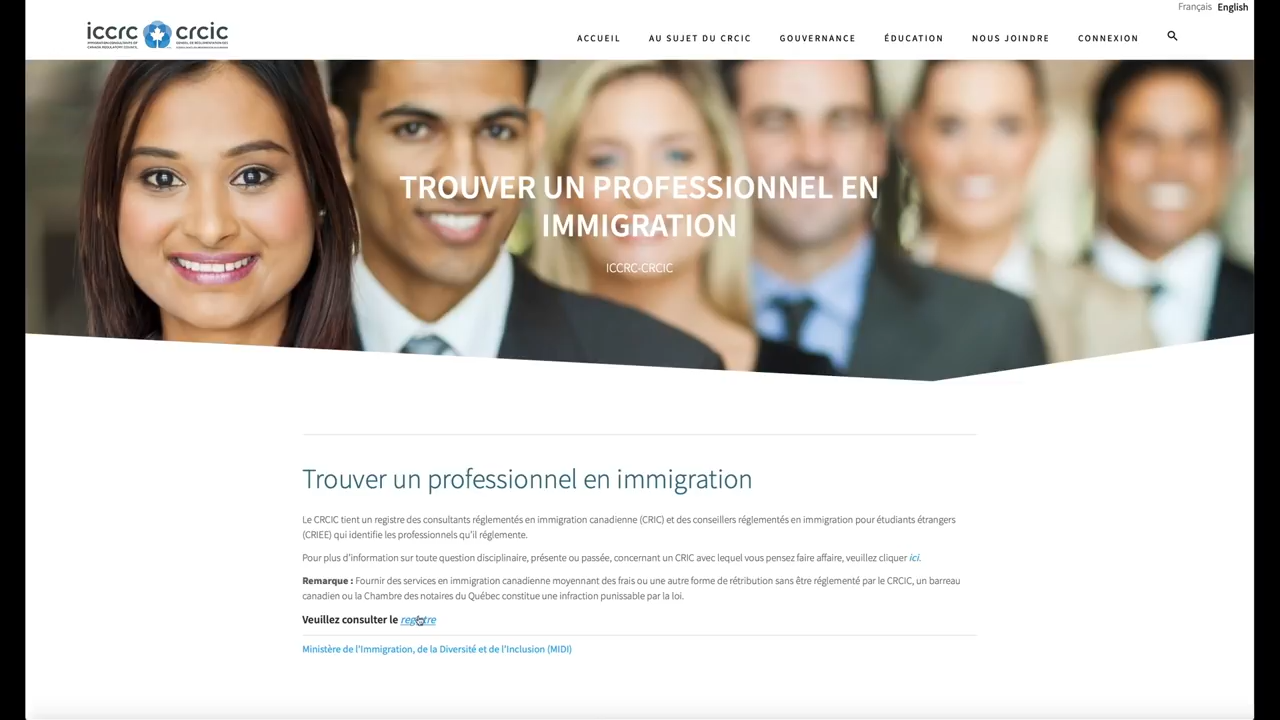 Français English
iccrc crcic
ACCUEIL AU SUJET DU CRCIC GOUVERNANCE ÉDUCATION NOUS JOINDRE CONNEXION
TROUVER UN PROFESSIONNEL EN
IMMIGRATION
ICCRC-CRCIC
Trouver un professionnel en immigration
Le CRCIC tient un registre des consultants réglementés en immigration canadienne (CRIC) et des conseillers réglementés en immigration pour étudiants étrangers
(CRIEE) qui identifie les professionnels qu'il réglemente.
Pour plus d'information sur toute question disciplinaire, présente ou passée, concernant un CRIC avec lequel vous pensez faire affaire, veuillez cliquer ici.
Remarque : Fournir des services en immigration canadienne moyennant des frais ou une autre forme de rétribution sans être réglementé par le CRCIC, un barreau
canadien ou la Chambre des notaires du Québec constitue une infraction punissable par la loi.
Veuillez consulter le registre
Ministère de l'Immigration, de la Diversité et de l'Inclusion (MIDI)